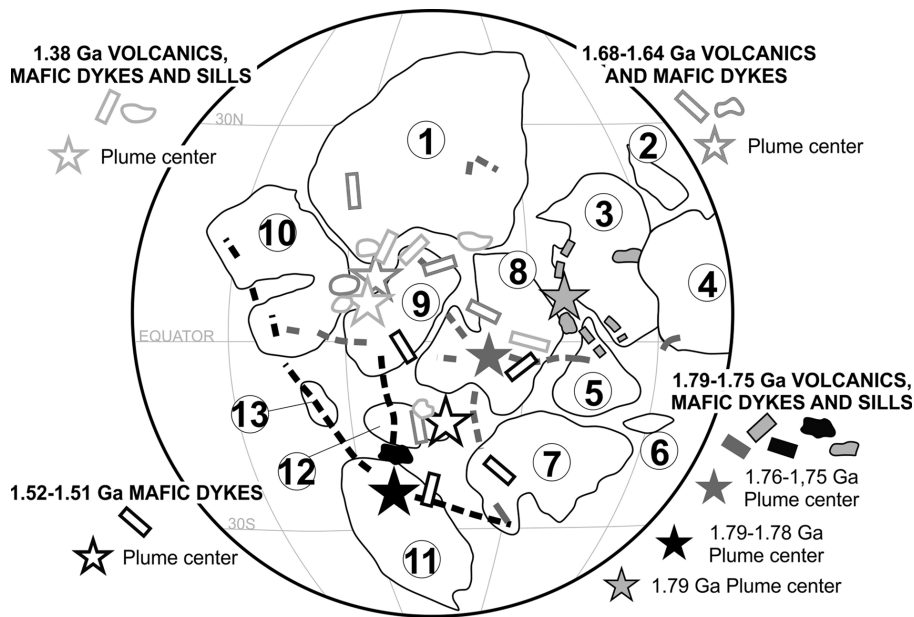 1.38 Ga VOLCANICS,
MAFIC DYKES AND SILLS
Plume center
1.68-1.64 Ga VOLCANICS
AND MAFIC DYKES
Plume center
30N
1
2
3
10
4
8
9
EQUATOR
5
13
1.79-1.75 Ga VOLCANICS,
MAFIC DYKES AND SILLS
6
12
7
1.76-1,75 Ga
Plume center
1.52-1.51 Ga MAFIC DYKES
Plume center
30S
11
1.79-1.78 Ga
Plume center
1.79 Ga Plume center